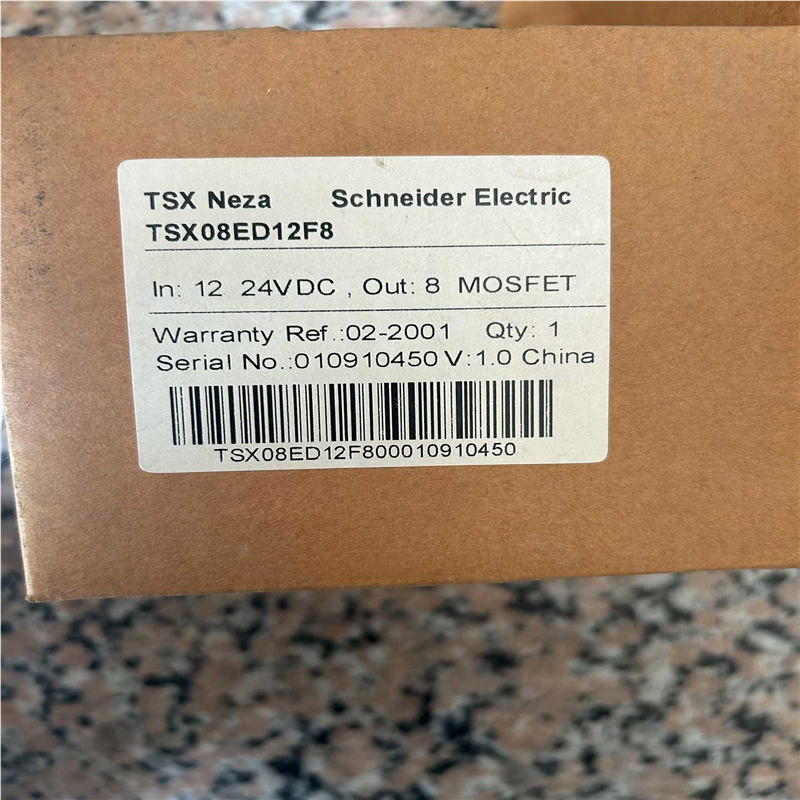 TSX Neza Schneider Electric
TSX08ED12F8
In: 12 24VDC , Out: 8 MOSFET
Warranty Ref.:02-2001 Qty: 1
Serial No.:010910450 V:1.0 China
TSX08ED12F800010910450